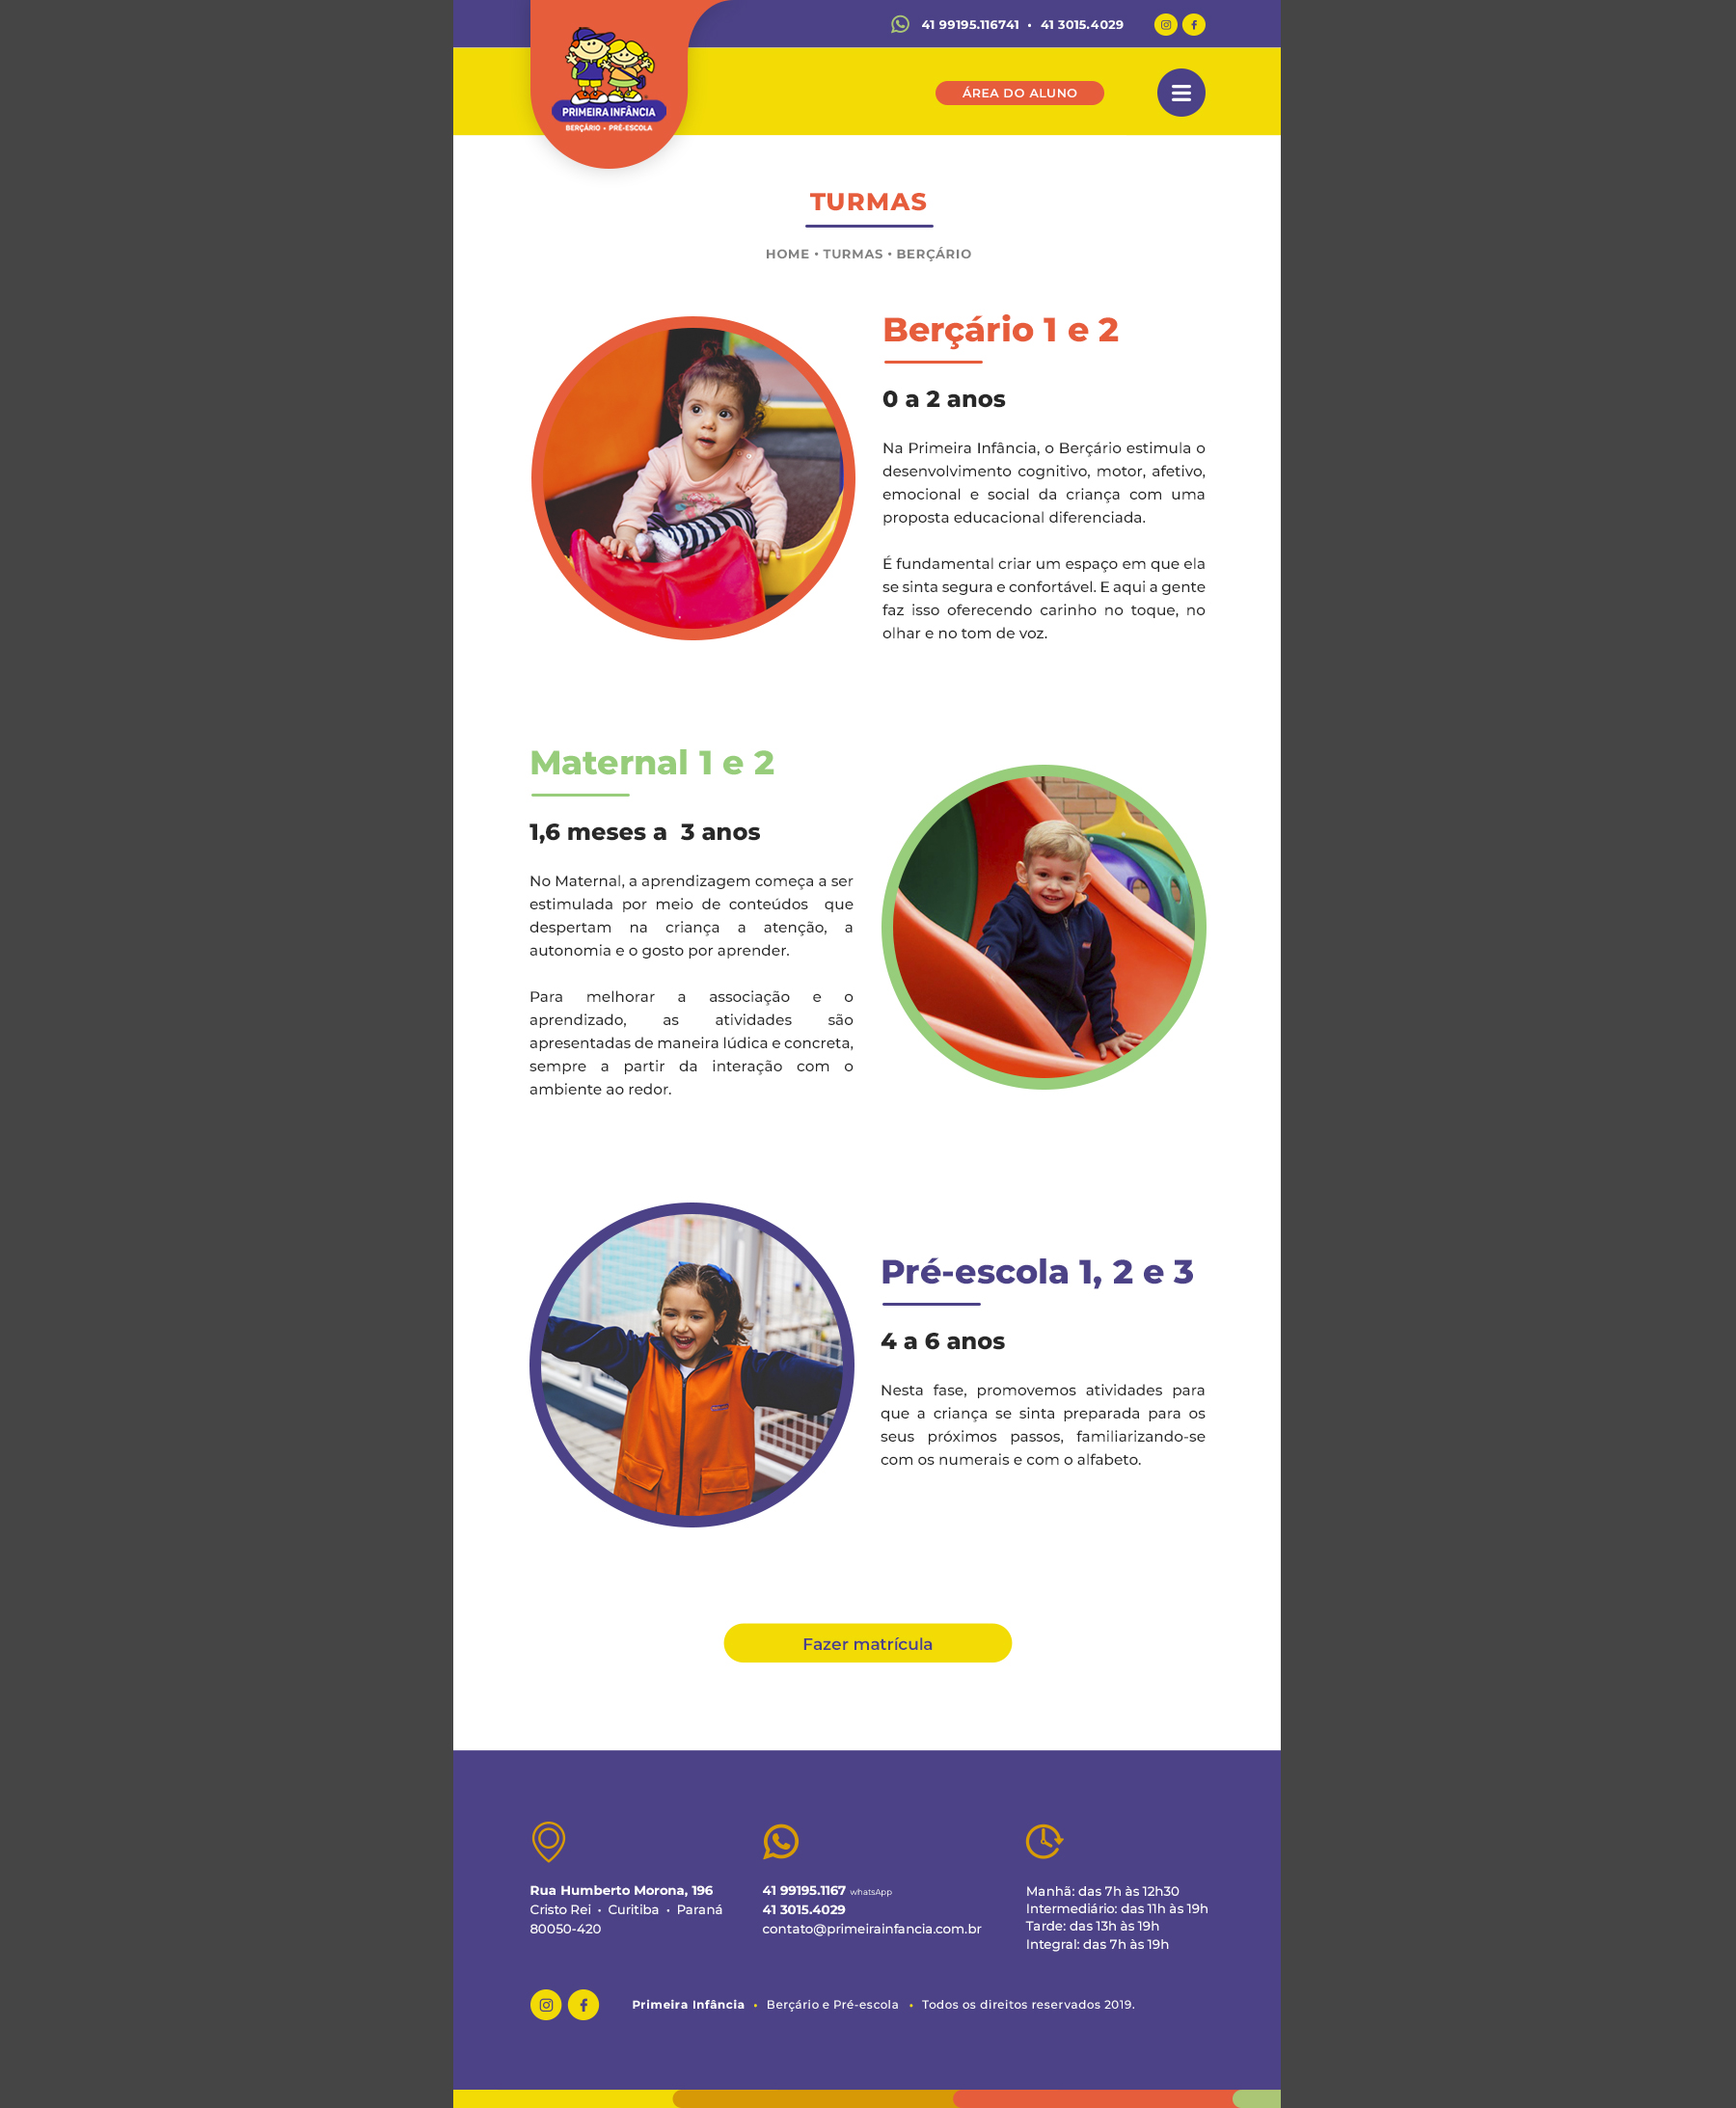 41 99195.116741 • 41 3015.4029
PRIMEIRA INFÂNCIA
BERÇÁRIO • PRÉ-ESCOLA
ÁREA DO ALUNO
TURMAS
HOME • TURMAS • BERÇÁRIO
Berçário 1 e 2
0 a 2 anos
Na Primeira Infância, o Berçário estimula o
desenvolvimento cognitivo, motor, afetivo,
emocional e social da criança com uma
proposta educacional diferenciada.
É fundamental criar um espaço em que ela
se sinta segura e confortável. E aqui a gente
faz isso oferecendo carinho no toque, no
olhar e no tom de voz.
Maternal 1 e 2
1,6 meses a 3 anos
No Maternal, a aprendizagem começa a ser
estimulada por meio de conteúdos que
despertam na criança a atenção, a
autonomia e o gosto por aprender.
Para melhorar a associação e o
aprendizado, as atividades são
apresentadas de maneira lúdica e concreta,
sempre a partir da interação com o
ambiente ao redor.
Pré-escola 1, 2 e 3
4 a 6 anos
Nesta fase, promovemos atividades para
que a criança se sinta preparada para os
seus próximos passos, familiarizando-se
com os numerais e com o alfabeto.
Fazer matrícula
Rua Humberto Morona, 196
Cristo Rei • Curitiba • Paraná
80050-420
41 99195.1167 whatsApp
41 3015.4029
contato@primeirainfancia.com.br
Manhã: das 7h às 12h30
Intermediário: das 11h às 19h
Tarde: das 13h às 19h
Integral: das 7h às 19h
Primeira Infância • Berçário e Pré-escola • Todos os direitos reservados 2019.